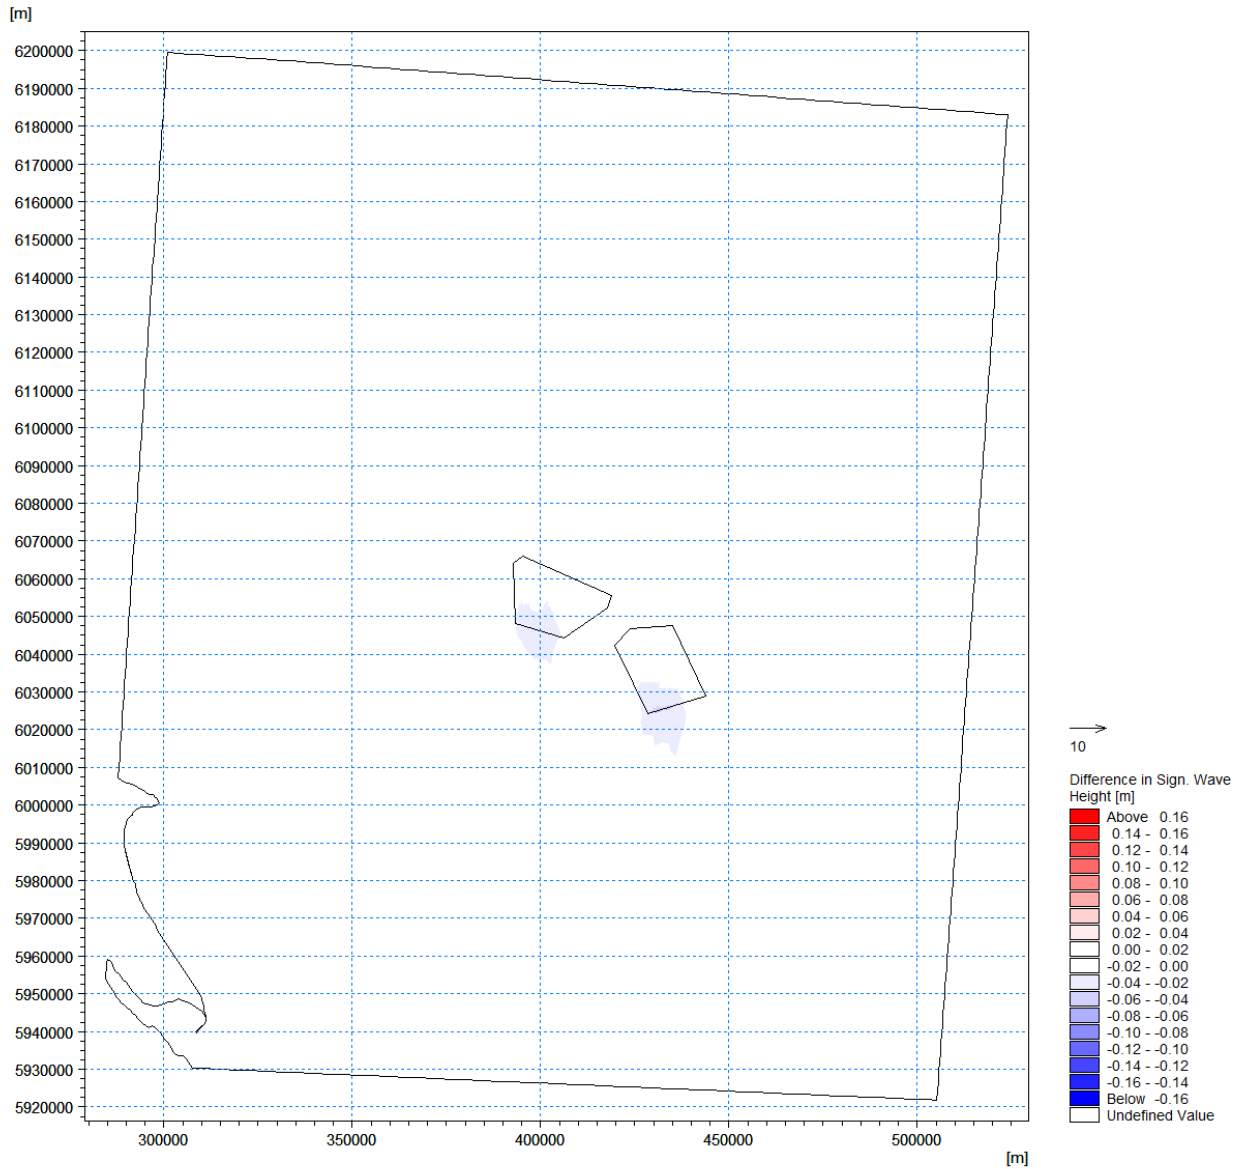 [m]
6200000
6190000
6180000
6170000
6160000
6150000
6140000
6130000
6120000
6110000
6100000
6090000
6080000
6070000
6060000
6050000
6040000
6030000
6020000
6010000
6000000
5990000
5980000
5970000
5960000
5950000
5940000
5930000
5920000
300000 350000 400000 450000 500000
[m]
10
Difference in Sign. Wave
Height [m]
Above 0.16
0.14 - 0.16
0.12 - 0.14
0.10 - 0.12
0.08 - 0.10
0.06 - 0.08
0.04 - 0.06
0.02 - 0.04
0.00 - 0.02
-0.02 - 0.00
-0.04 - -0.02
-0.06 - -0.04
-0.08 - -0.06
-0.10 - -0.08
-0.12 - -0.10
-0.14 - -0.12
-0.16 - -0.14
Below -0.16
Undefined Value